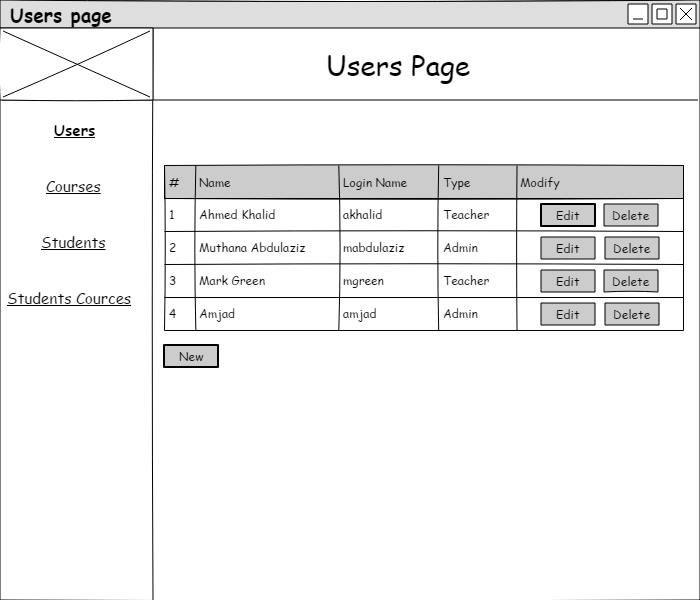 Users page
Users Page
Users
Courses
Students
Students Cources
# Name Login Name Type Modify
1 Ahmed Khalid akhalid Teacher Edit Delete
2 Muthana Abdulaziz mabdulaziz Admin Edit Delete
3 Mark Green mgreen Teacher Edit Delete
4 Amjad amjad Admin Edit Delete
New